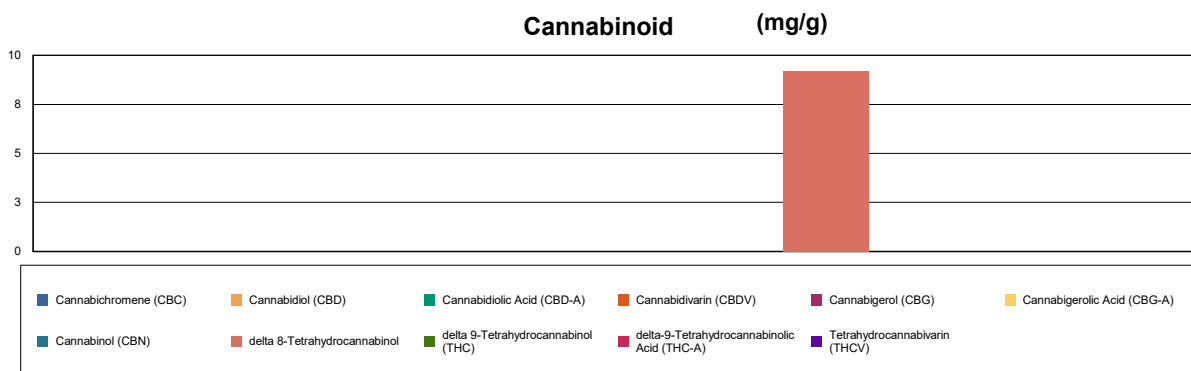 Cannabinoid (mg/g)
10
8
5
3
0
Cannabichromene (CBC)
Cannabidiol (CBD)
Cannabidiolic Acid (CBD-A)
Cannabidivarin (CBDV)
Cannabigerol (CBG)
Cannabigerolic Acid (CBG-A)
Cannabinol (CBN)
delta 8-Tetrahydrocannabinol
delta 9-Tetrahydrocannabinol
(THC)
delta-9-Tetrahydrocannabinolic
Acid (THC-A)
Tetrahydrocannabivarin
(THCV)